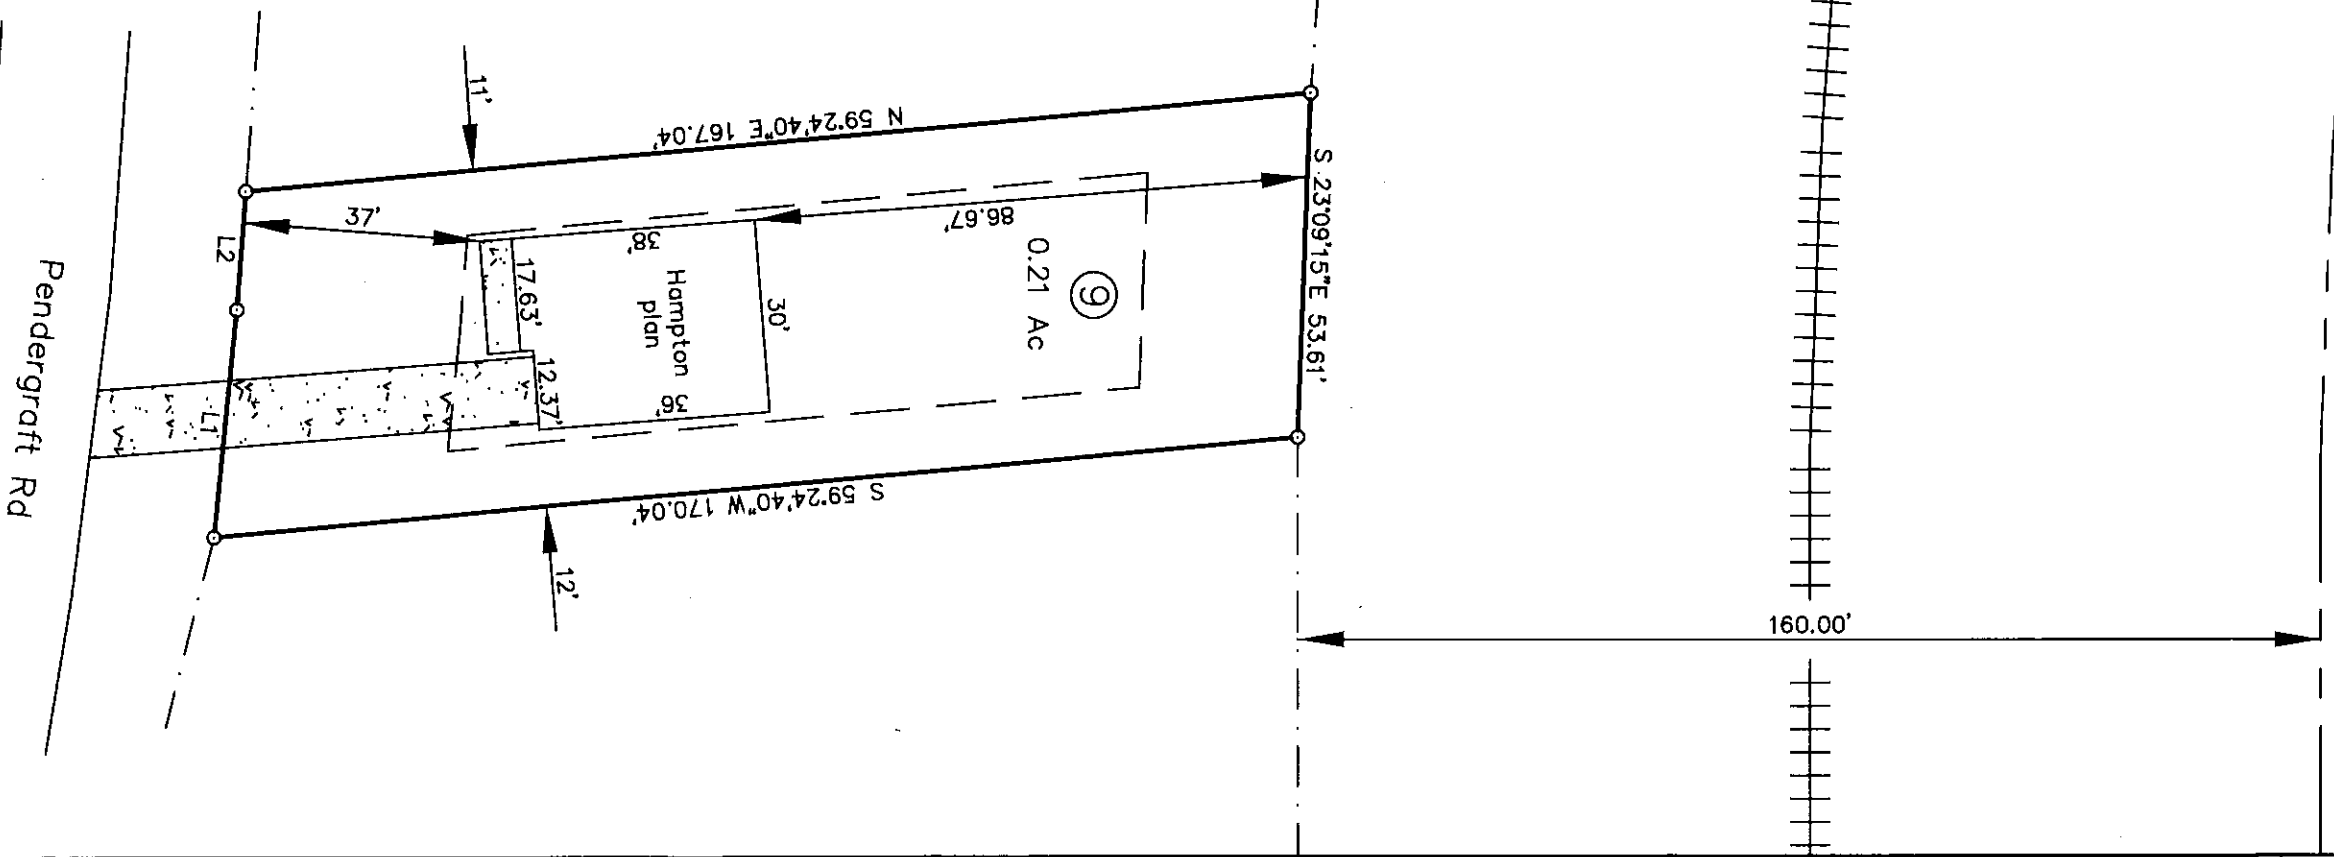 Pendergraft Rd
L2
L1
37'
11'
N 59°24'40"E 167.04'
S 23°09'15"E 53.61'
S 59°24'40"W 170.04'
12'
38'
17.63'
12.37'
36'
30'
Hampton
plan
86.67'
0.21 Ac
9
160.00'